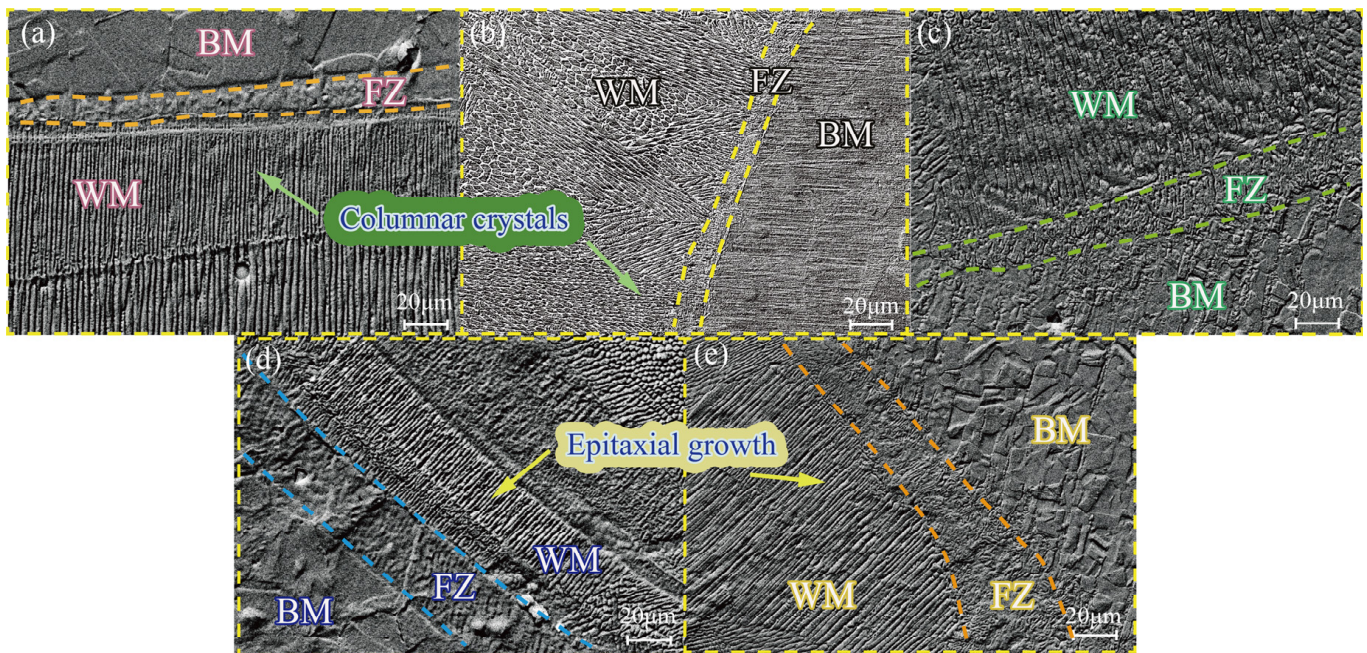 (a)
BM
FZ
WM
20μm
(b)
WM
FZ
BM
20μm
Columnar crystals
(c)
WM
FZ
BM
20μm
(d)
WM
FZ
BM
20μm
Epitaxial growth
(e)
BM
WM
FZ
20μm